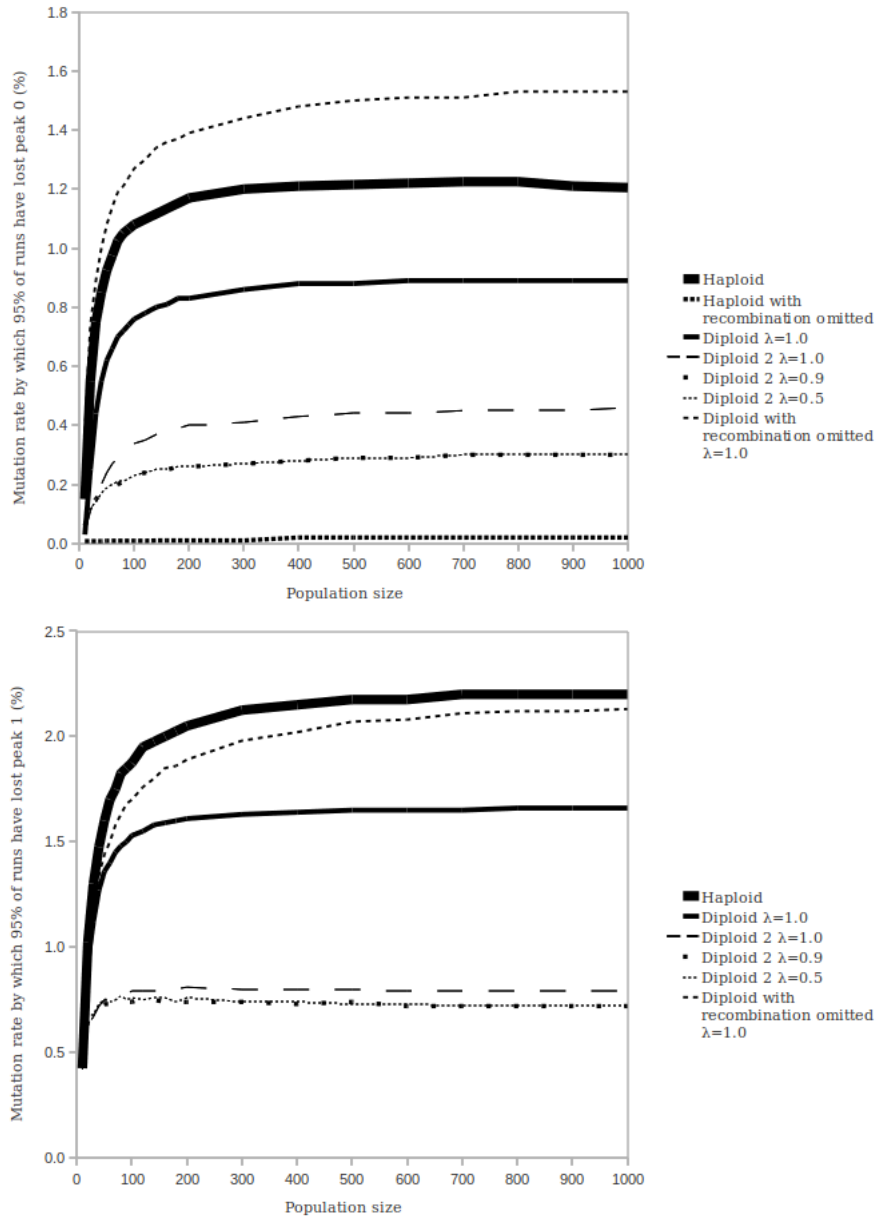 Mutation rate by which 95% of runs have lost peak 0 (%)
1.8
1.6
1.4
1.2
1.0
0.8
0.6
0.4
0.2
0.0
0 100 200 300 400 500 600 700 800 900 1000
Population size
Haploid
Haploid with
recombination omitted
Diploid λ=1.0
Diploid 2 λ=1.0
Diploid 2 λ=0.9
Diploid 2 λ=0.5
Diploid with
recombination omitted
λ=1.0
Mutation rate by which 95% of runs have lost peak 1 (%)
2.5
2.0
1.5
1.0
0.5
0.0
0 100 200 300 400 500 600 700 800 900 1000
Population size
Haploid
Diploid λ=1.0
Diploid 2 λ=1.0
Diploid 2 λ=0.9
Diploid 2 λ=0.5
Diploid with
recombination omitted
λ=1.0